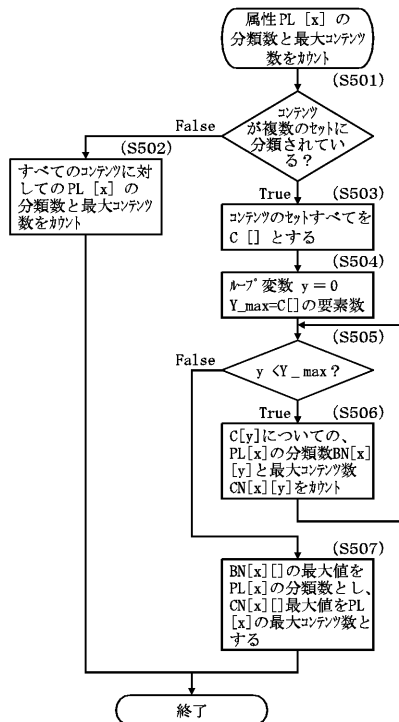 属性PL [x] の
分類数と最大コンテンツ
数をカウント
(S501)
コンテンツ
が複数のセットに
分類されてい
る?
False
(S502)
すべてのコンテンツに対
してのPL [x] の
分類数と最大コンテンツ
数をカウント
True
(S503)
コンテンツのセットすべてを
C [] とする
(S504)
ループ変数 y=0
Y_max=C[]の要素数
(S505)
False
y <Y_max?
True
(S506)
C[y]についての、
PL[x]の分類数BN[x]
[y]と最大コンテンツ数
CN[x][y]をカウント
(S507)
BN[x][]の最大値を
PL[x]の分類数とし、
CN[x][]最大値をPL
[x]の最大コンテンツ数と
する
終了